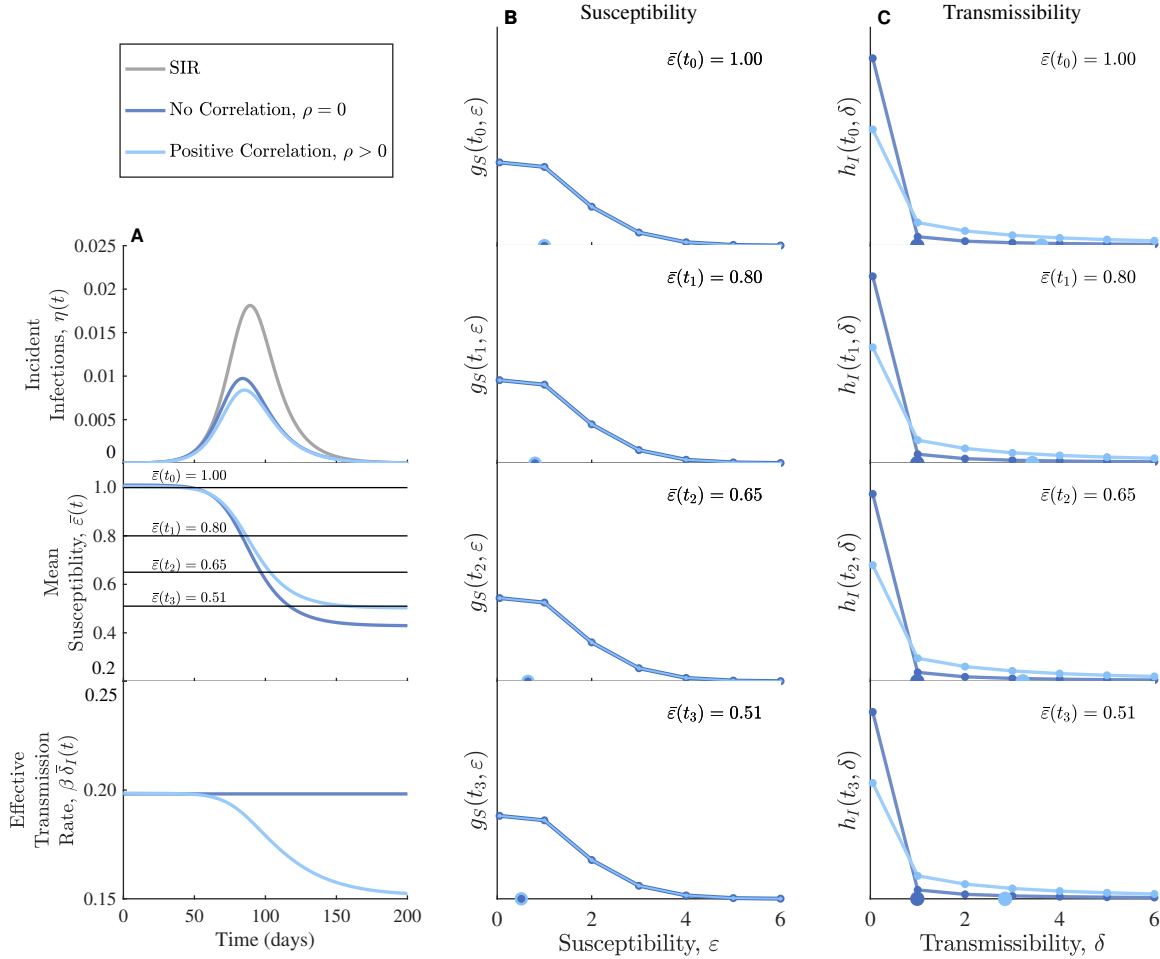 B
Susceptibility
C
Transmissibility
SIR
No Correlation, ρ = 0
Positive Correlation, ρ > 0
ε̄(t₀) = 1.00
g_S(t₀, ε)
ε̄(t₀) = 1.00
h_I(t₀, δ)
A
0.025
0.02
0.015
0.01
0.005
0
Incident
Infections, η(t)
ε̄(t₁) = 0.80
g_S(t₁, ε)
ε̄(t₁) = 0.80
h_I(t₁, δ)
ε̄(t₀) = 1.00
ε̄(t₁) = 0.80
ε̄(t₂) = 0.65
ε̄(t₃) = 0.51
1.0
0.8
0.6
0.4
0.2
Mean
Susceptiblity, ε̄(t)
ε̄(t₂) = 0.65
g_S(t₂, ε)
ε̄(t₂) = 0.65
h_I(t₂, δ)
0.25
0.20
0.15
Effective
Transmission
Rate, β δ̄_I(t)
0 50 100 150 200
Time (days)
ε̄(t₃) = 0.51
g_S(t₃, ε)
0 2 4 6
Susceptibility, ε
ε̄(t₃) = 0.51
h_I(t₃, δ)
0 2 4 6
Transmissibility, δ